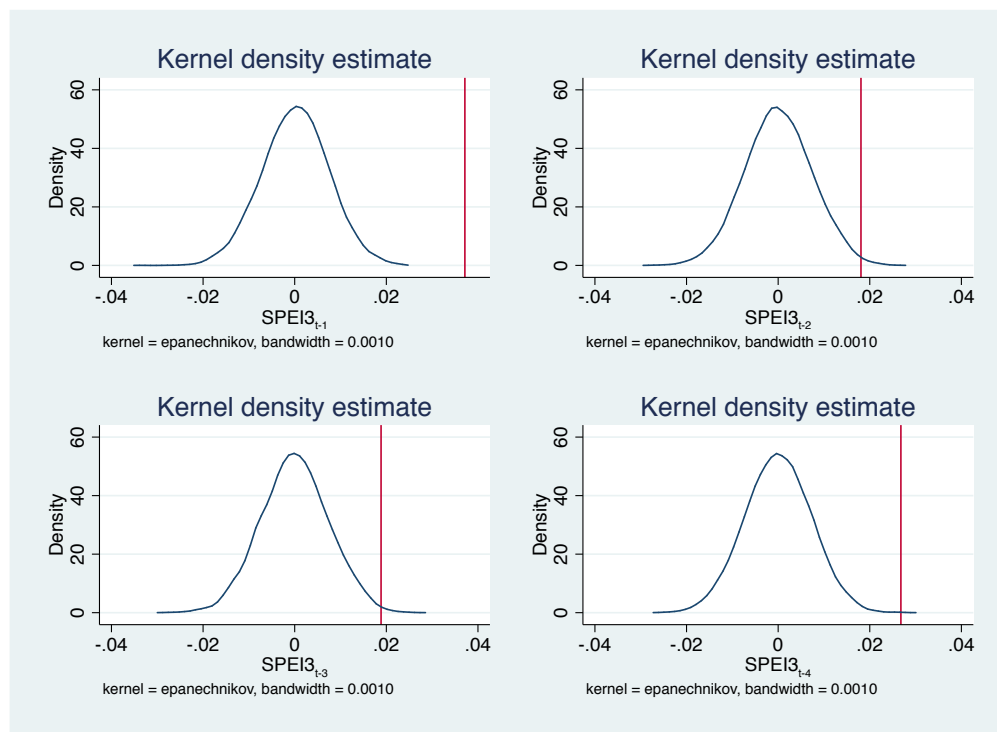 Kernel density estimate
Density
60
40
20
0
-.04 -.02 0 .02
SPEI3t-1
kernel = epanechnikov, bandwidth = 0.0010
Kernel density estimate
Density
60
40
20
0
-.04 -.02 0 .02 .04
SPEI3t-2
kernel = epanechnikov, bandwidth = 0.0010
Kernel density estimate
Density
60
40
20
0
-.04 -.02 0 .02 .04
SPEI3t-3
kernel = epanechnikov, bandwidth = 0.0010
Kernel density estimate
Density
60
40
20
0
-.04 -.02 0 .02 .04
SPEI3t-4
kernel = epanechnikov, bandwidth = 0.0010